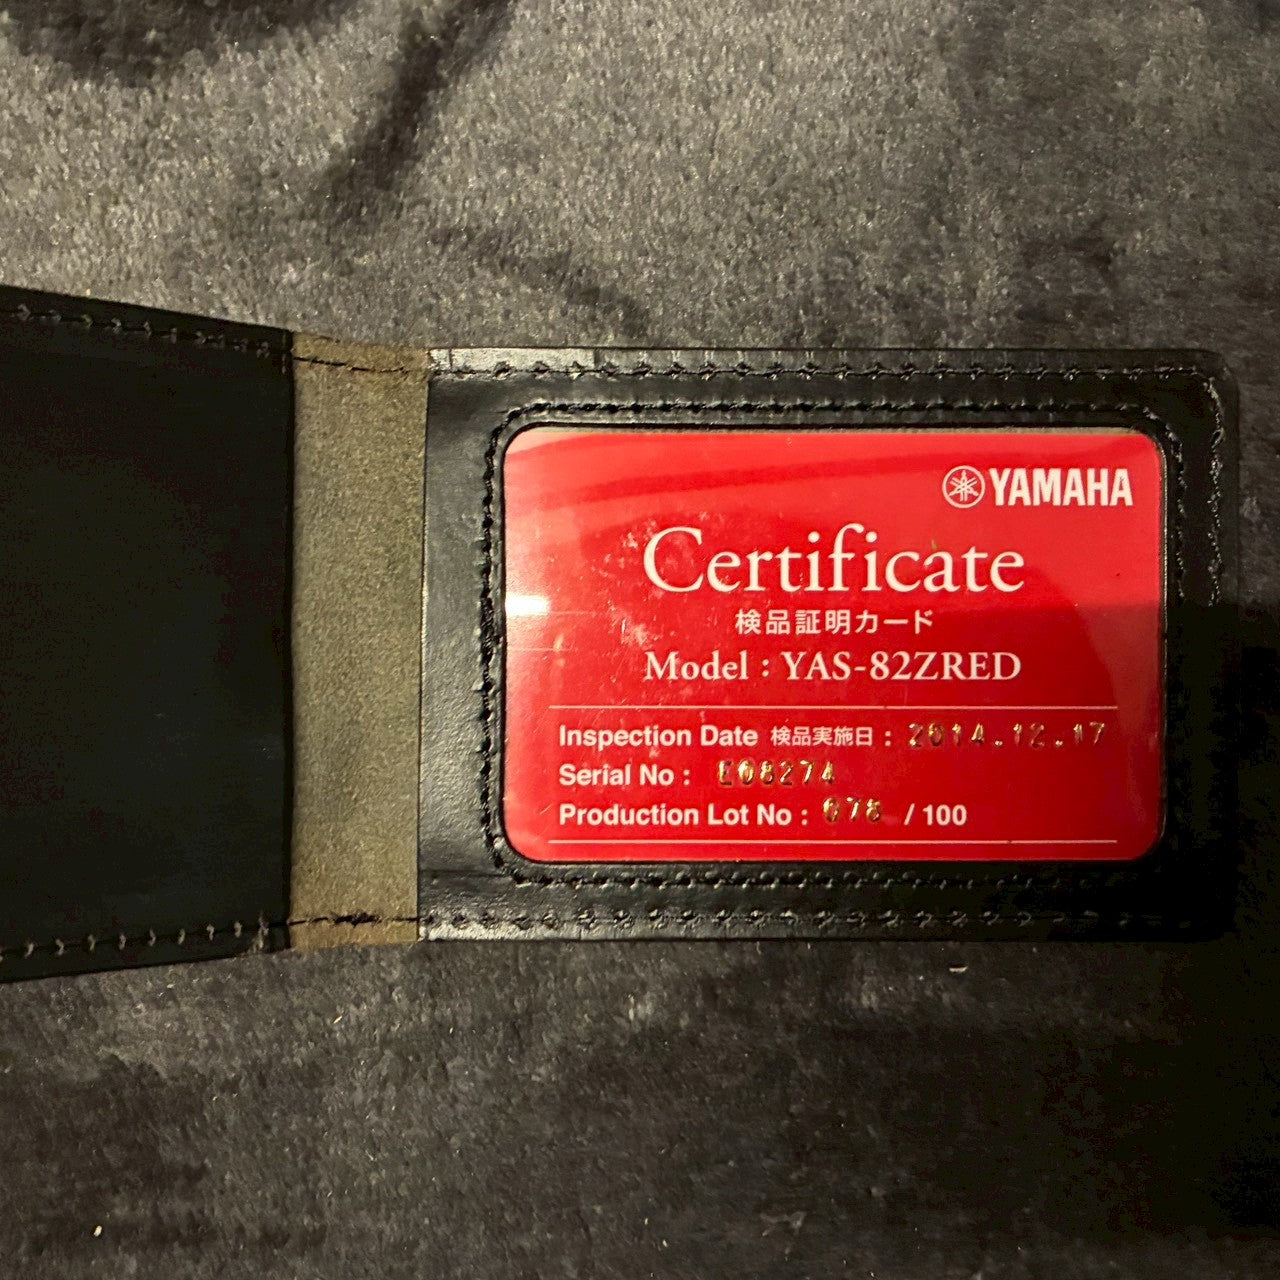 YAMAHA
Certificate
検品証明カード
Model : YAS-82ZRED
Inspection Date 検品実施日 : 2014.12.17
Serial No : E08274
Production Lot No : 078 / 100